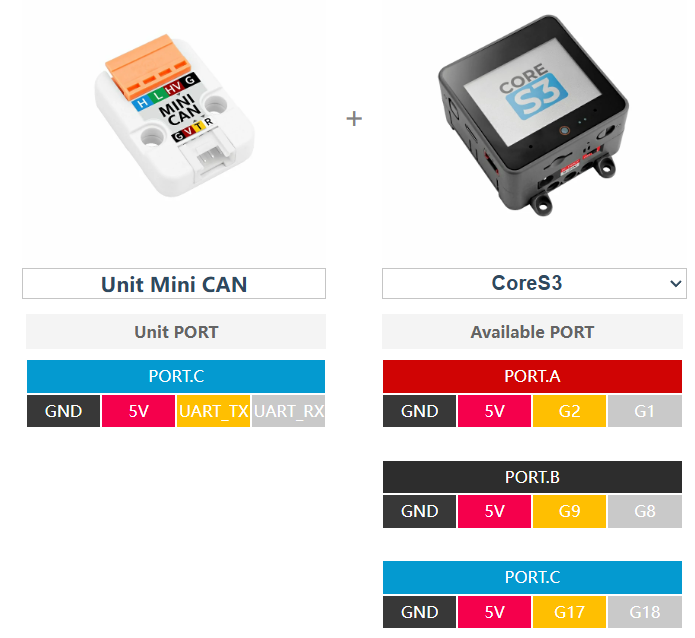 H L HV G
MINI
CAN
G V T R
+
CORE
S3
Unit Mini CAN
CoreS3
Unit PORT
Available PORT
PORT.C
GND 5V UART_TX UART_RX
PORT.A
GND 5V G2 G1
PORT.B
GND 5V G9 G8
PORT.C
GND 5V G17 G18